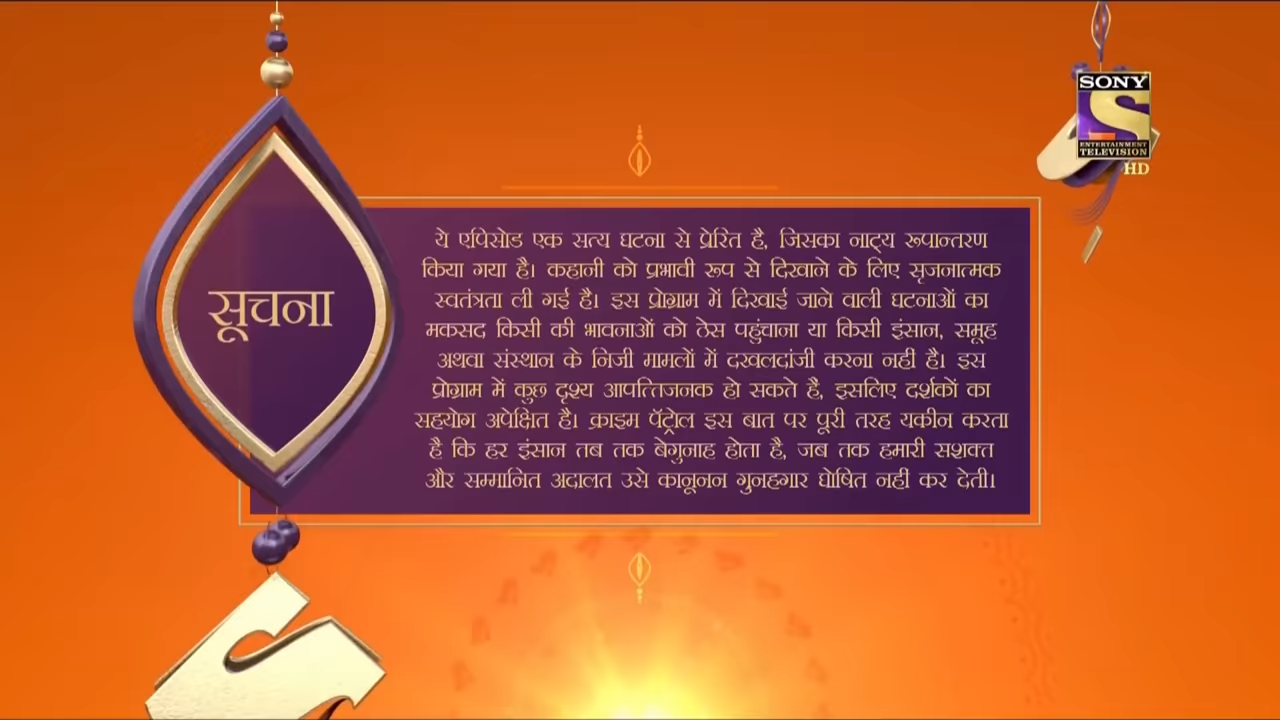 सूचना
ये एपिसोड एक सत्य घटना से प्रेरित है, जिसका नाट्य रूपान्तरण
किया गया है। कहानी को प्रभावी रूप से दिखाने के लिए सृजनात्मक
स्वतंत्रता ली गई है। इस प्रोग्राम में दिखाई जाने वाली घटनाओं का
मकसद किसी की भावनाओं को ठेस पहुंचाना या किसी इंसान, समूह
अथवा संस्थान के निजी मामलों में दखलदांजी करना नहीं है। इस
प्रोग्राम में कुछ दृश्य आपत्तिजनक हो सकते है, इसलिए दर्शकों का
सहयोग अपेक्षित है। क्राइम पॅट्रोल इस बात पर पूरी तरह यकीन करता
है कि हर इंसान तब तक बेगुनाह होता है, जब तक हमारी सशक्त
और सम्मानित अदालत उसे कानूनन गुनहगार घोषित नहीं कर देती।
SONY
ENTERTAINMENT
TELEVISION
HD